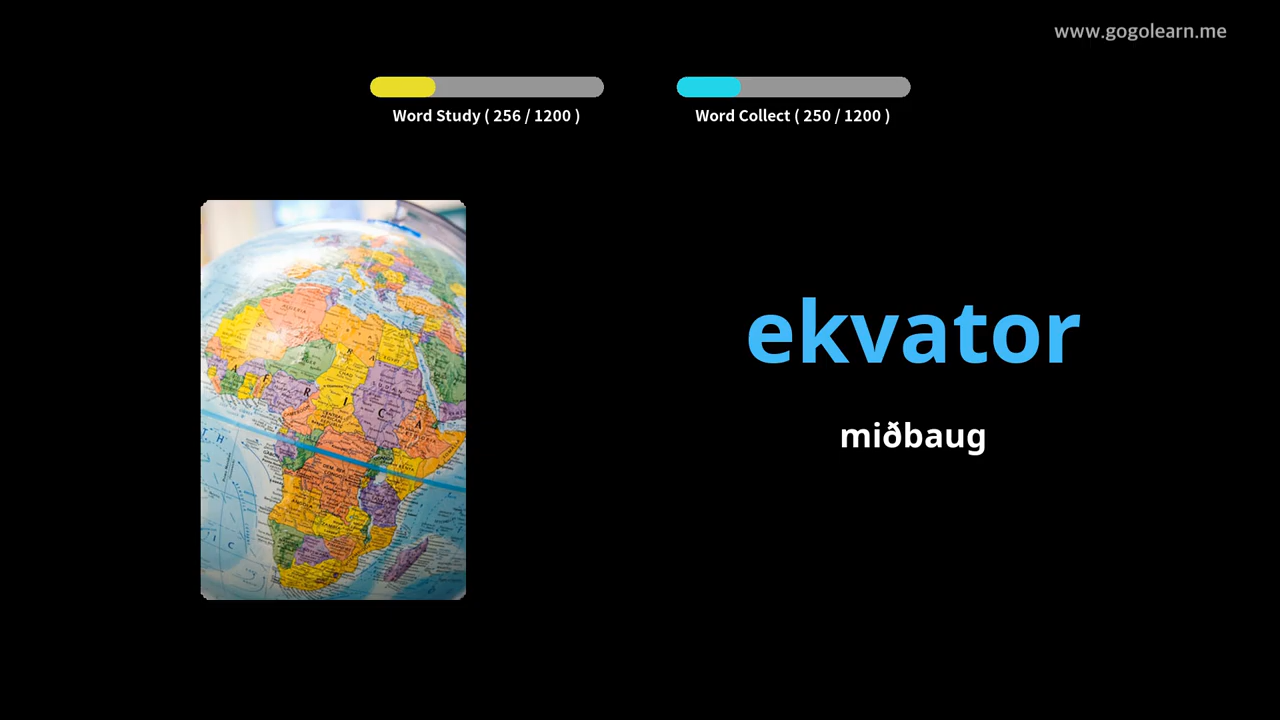 www.gogolearn.me
Word Study ( 256 / 1200 )
Word Collect ( 250 / 1200 )
ekvator
miðbaug
A F R I C A